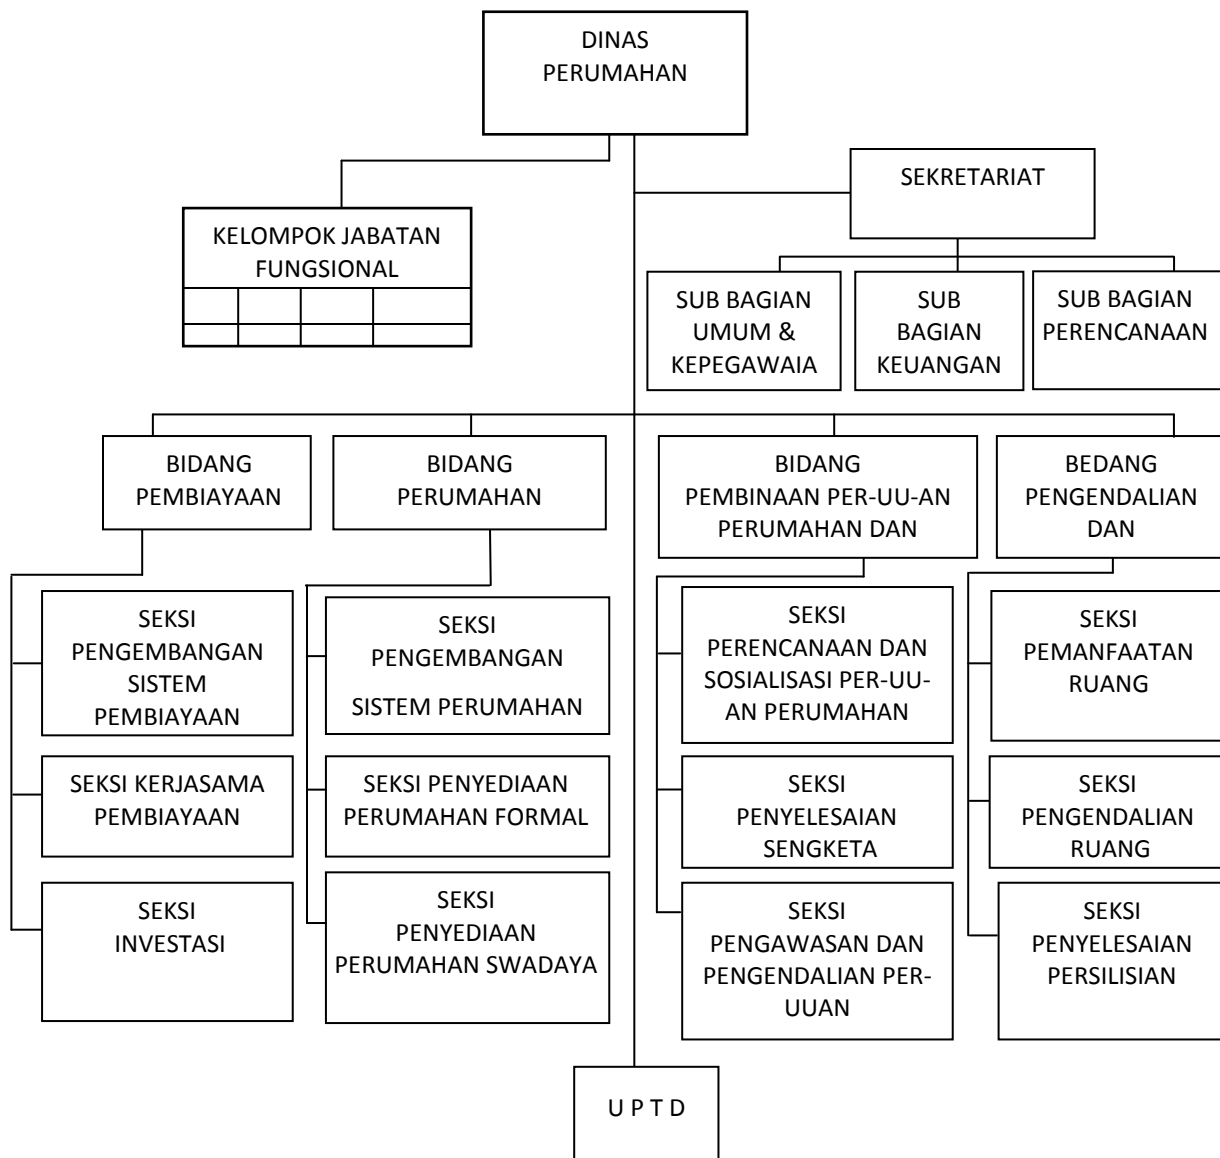 DINAS
PERUMAHAN
SEKRETARIAT
KELOMPOK JABATAN
FUNGSIONAL
SUB BAGIAN
UMUM &
KEPEGAWAIA
SUB
BAGIAN
KEUANGAN
SUB BAGIAN
PERENCANAAN
BIDANG
PEMBIAYAAN
BIDANG
PERUMAHAN
BIDANG
PEMBINAAN PER-UU-AN
PERUMAHAN DAN
BEDANG
PENGENDALIAN
DAN
SEKSI
PENGEMBANGAN
SISTEM
PEMBIAYAAN
SEKSI
PENGEMBANGAN
SISTEM PERUMAHAN
SEKSI
PERENCANAAN DAN
SOSIALISASI PER-UU-
AN PERUMAHAN
SEKSI
PEMANFAATAN
RUANG
SEKSI KERJASAMA
PEMBIAYAAN
SEKSI PENYEDIAAN
PERUMAHAN FORMAL
SEKSI
PENYELESAIAN
SENGKETA
SEKSI
PENGENDALIAN
RUANG
SEKSI
INVESTASI
SEKSI
PENYEDIAAN
PERUMAHAN SWADAYA
SEKSI
PENGAWASAN DAN
PENGENDALIAN PER-
UUAN
SEKSI
PENYELESAIAN
PERSILISIAN
U P T D